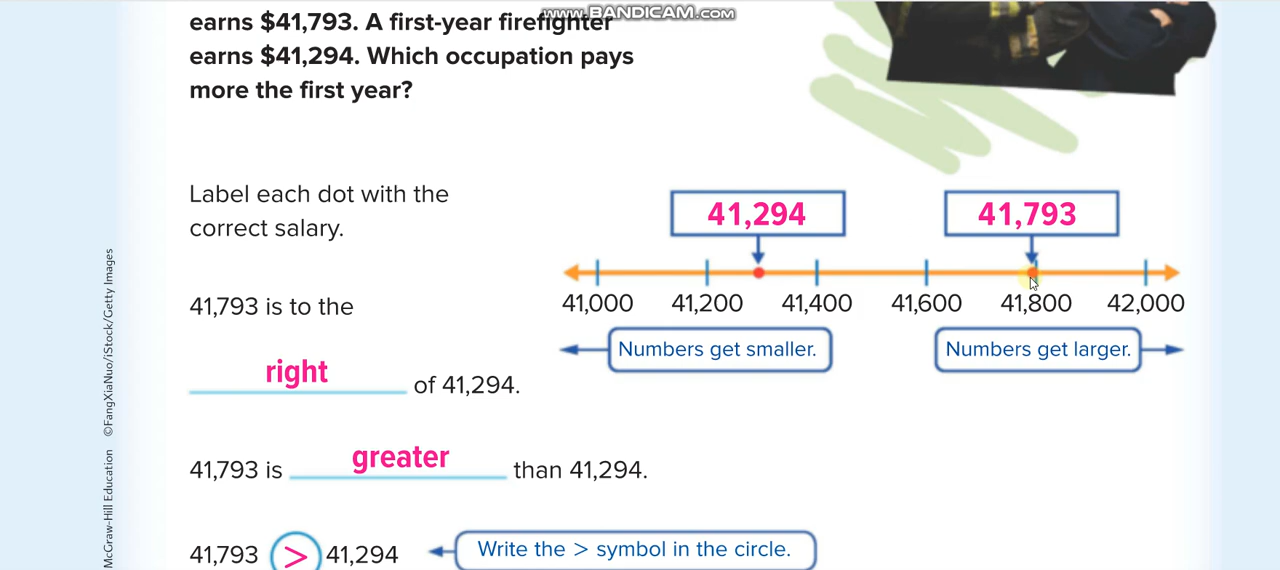 www.BANDICAM.com
earns $41,793. A first-year firefighter
earns $41,294. Which occupation pays
more the first year?
Label each dot with the
correct salary.
41,294
41,793
41,000 41,200 41,400 41,600 41,800 42,000
Numbers get smaller.
Numbers get larger.
41,793 is to the
right of 41,294.
41,793 is greater than 41,294.
41,793 > 41,294
Write the > symbol in the circle.
McGraw-Hill Education ©FangXiaNuo/iStock/Getty Images